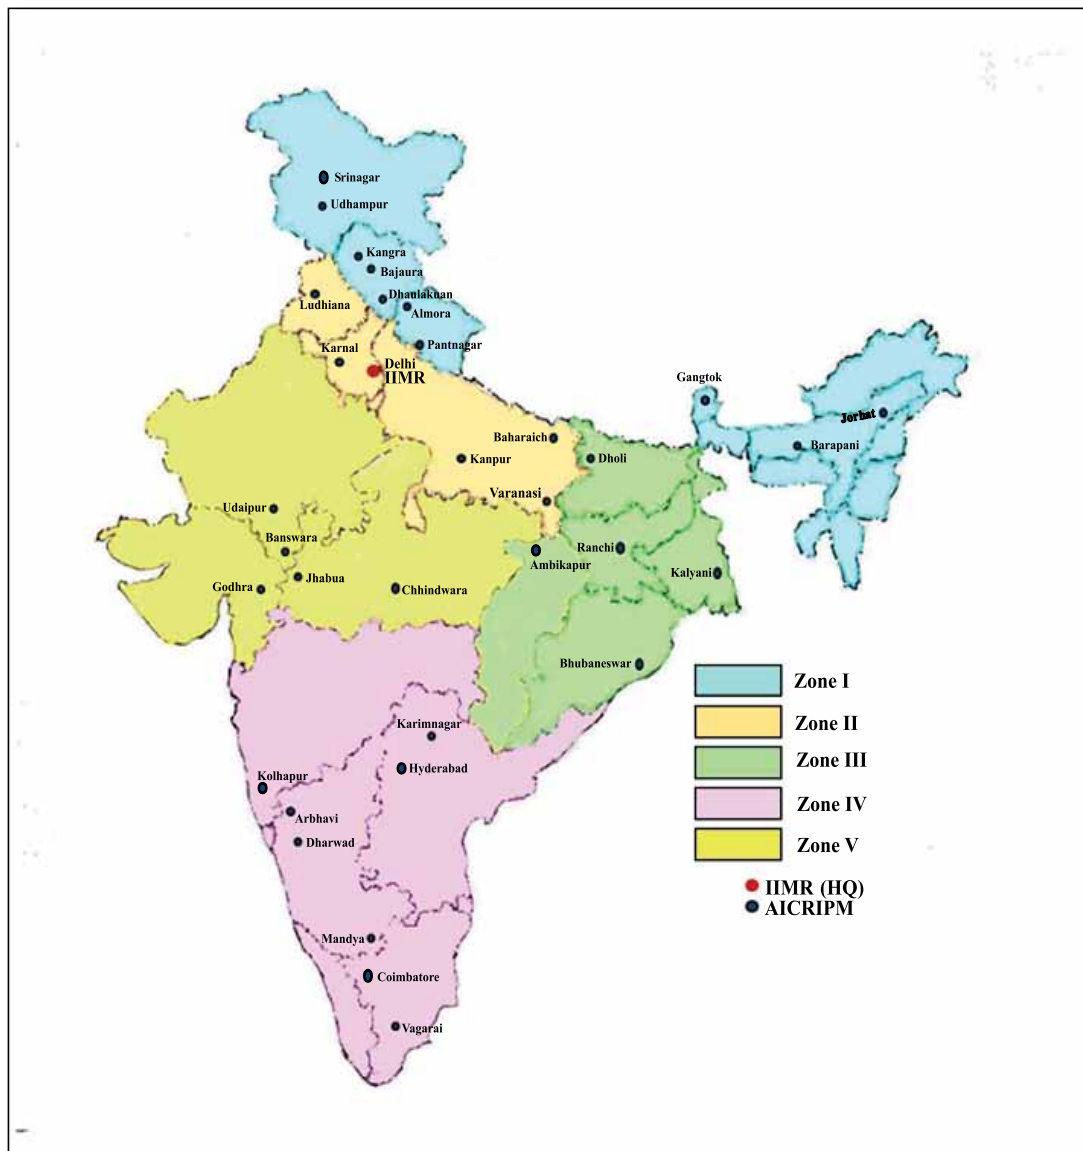 Srinagar
Udhampur
Kangra
Bajaura
Dhaulakuan
Ludhiana
Almora
Pantnagar
Karnal
Delhi
IIMR
Gangtok
Jorhat
Barapani
Baharaich
Kanpur
Dholi
Varanasi
Udaipur
Banswara
Ranchi
Ambikapur
Jhabua
Kalyani
Godhra
Chhindwara
Bhubaneswar
Zone I
Zone II
Karimnagar
Zone III
Hyderabad
Kolhapur
Zone IV
Arbhavi
Dharwad
Zone V
IIMR (HQ)
AICRIPM
Mandya
Coimbatore
Vagarai